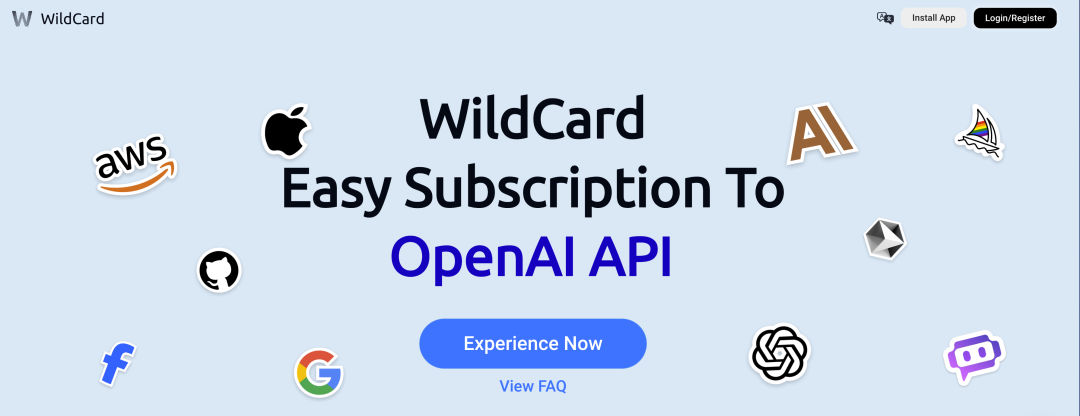 WildCard
Install App
Login/Register
WildCard
Easy Subscription To
OpenAI API
aws
AI
Experience Now
View FAQ